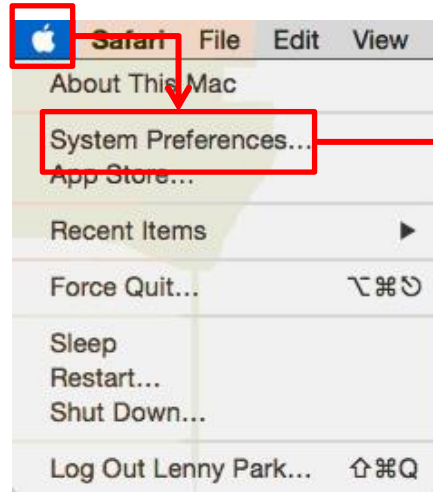 Safari File Edit View
About This Mac
System Preferences...
App Store...
Recent Items ▶
Force Quit... ⌥⌘⎋
Sleep
Restart...
Shut Down...
Log Out Lenny Park... ⇧⌘Q